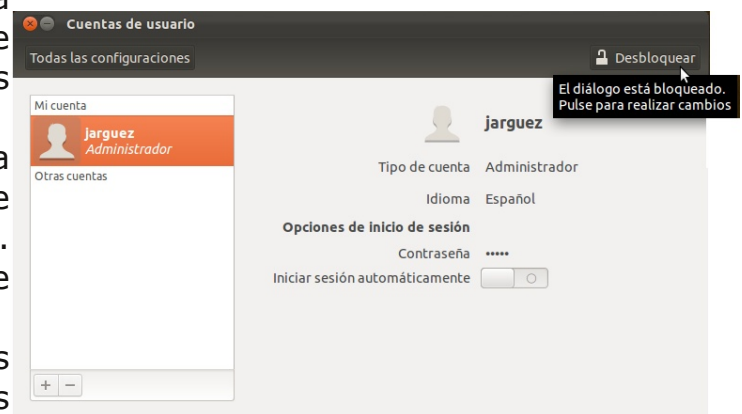 Cuentas de usuario
Todas las configuraciones
Desbloquear
El diálogo está bloqueado.
Pulse para realizar cambios
Mi cuenta
jarguez
Administrador
Otras cuentas
jarguez
Tipo de cuenta Administrador
Idioma Español
Opciones de inicio de sesión
Contraseña •••••
Iniciar sesión automáticamente